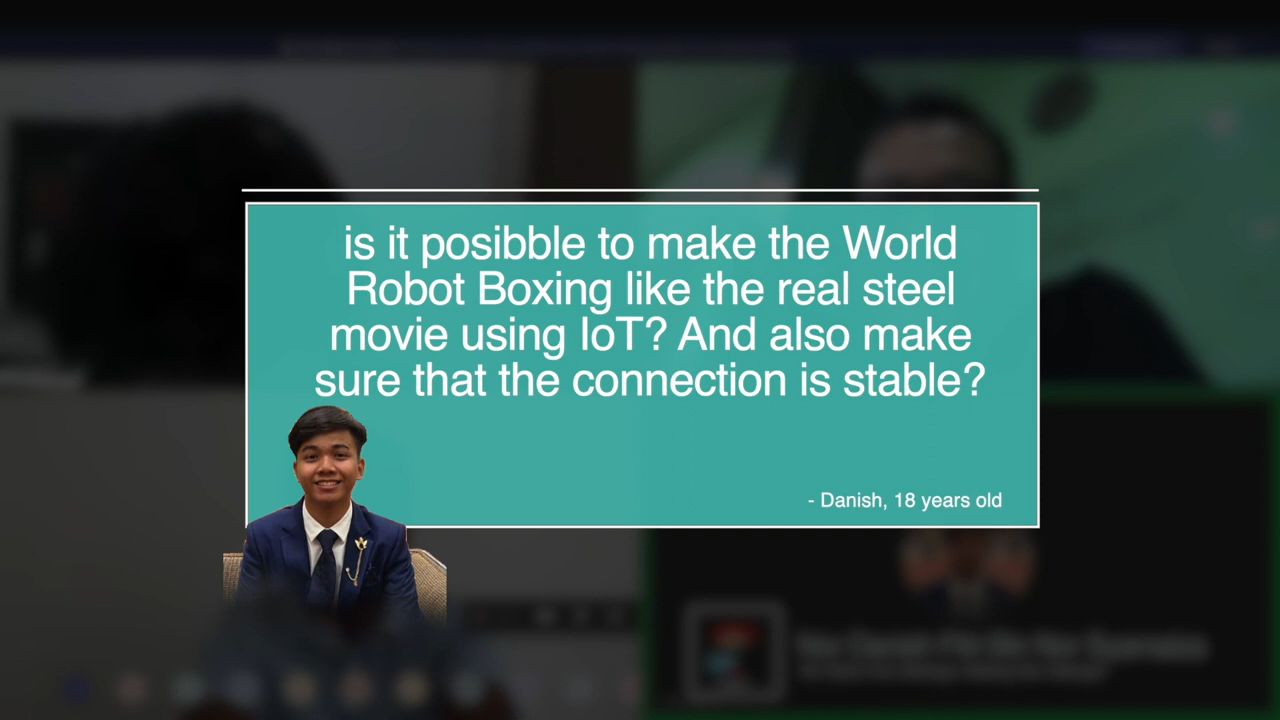 is it posibble to make the World
Robot Boxing like the real steel
movie using IoT? And also make
sure that the connection is stable?
- Danish, 18 years old